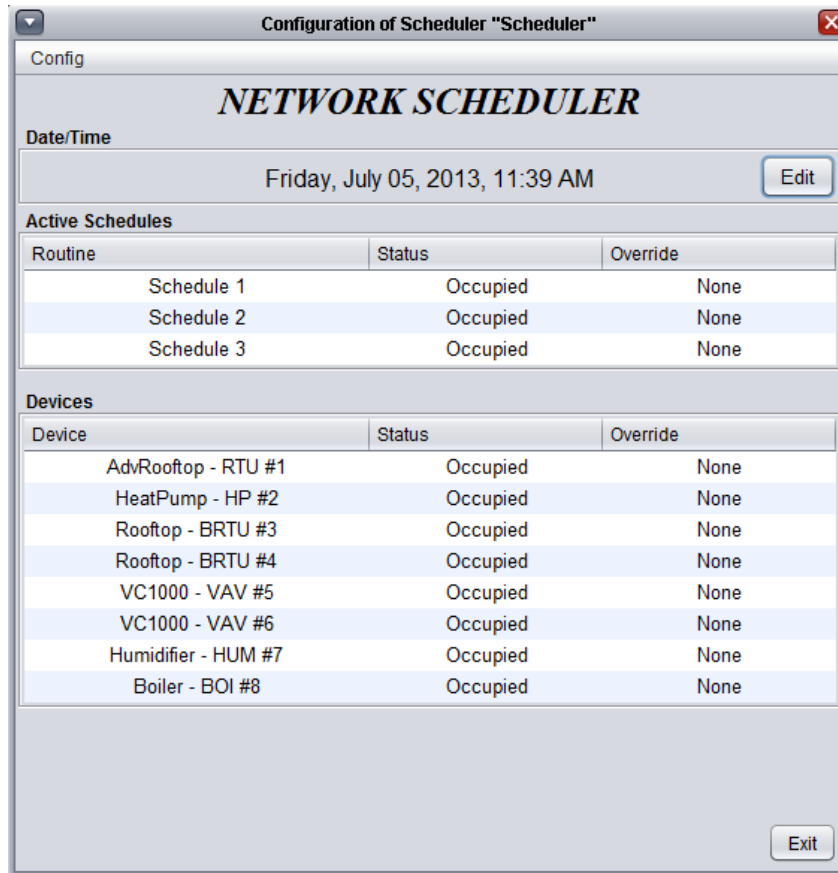 Configuration of Scheduler "Scheduler"
Config
NETWORK SCHEDULER
Date/Time
Friday, July 05, 2013, 11:39 AM Edit
Active Schedules
Routine Status Override
Schedule 1 Occupied None
Schedule 2 Occupied None
Schedule 3 Occupied None
Devices
Device Status Override
AdvRooftop - RTU #1 Occupied None
HeatPump - HP #2 Occupied None
Rooftop - BRTU #3 Occupied None
Rooftop - BRTU #4 Occupied None
VC1000 - VAV #5 Occupied None
VC1000 - VAV #6 Occupied None
Humidifier - HUM #7 Occupied None
Boiler - BOI #8 Occupied None
Exit